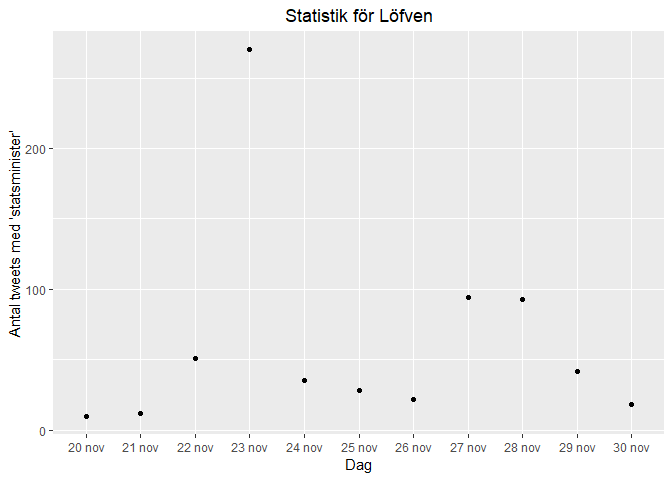 Statistik för Löfven
Antal tweets med 'statsminister'
200
100
0
20 nov 21 nov 22 nov 23 nov 24 nov 25 nov 26 nov 27 nov 28 nov 29 nov 30 nov
Dag